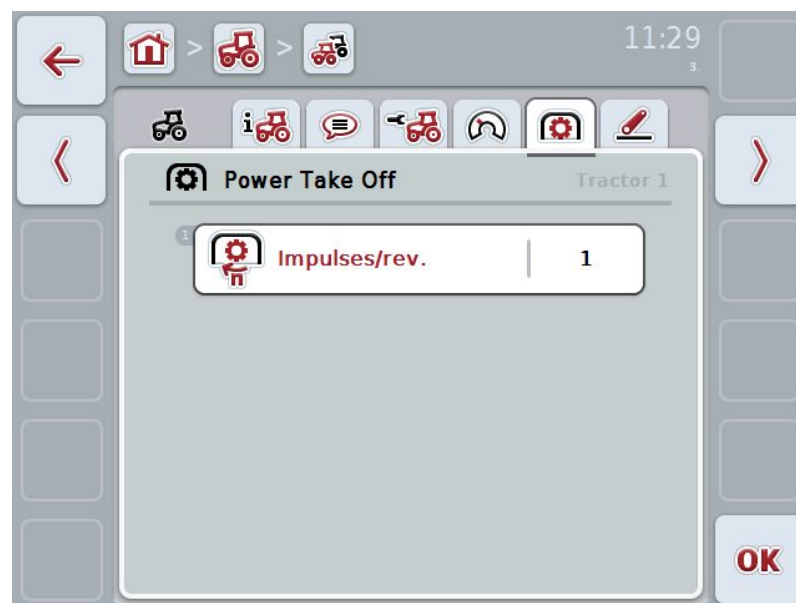 > >
11:29
3.
i
Power Take Off
Tractor 1
1
n
Impulses/rev.
1
OK